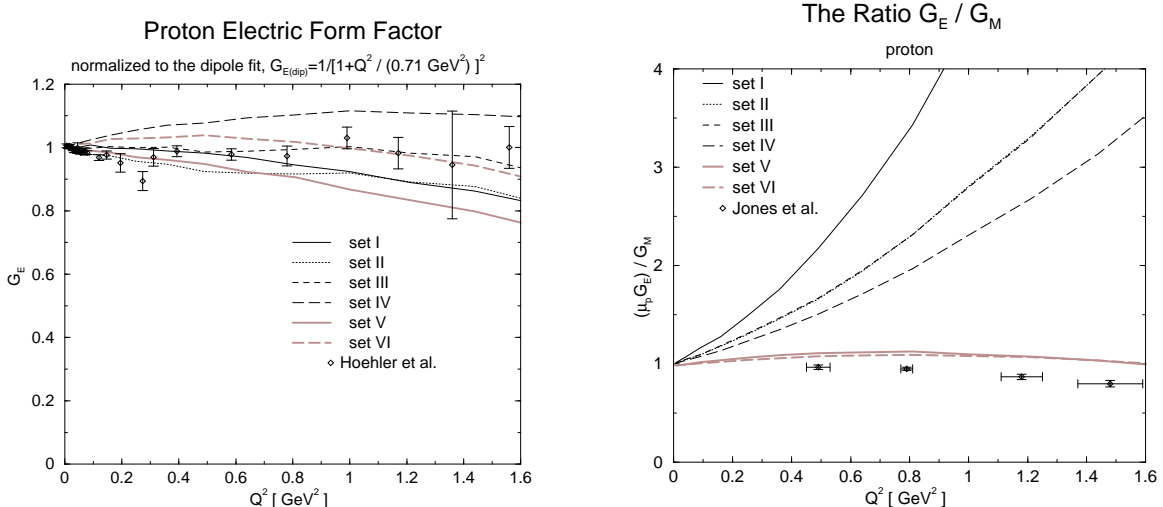 Proton Electric Form Factor
normalized to the dipole fit, G_E(dip)=1/[1+Q² / (0.71 GeV²) ]²
1.2
1
0.8
0.6
0.4
0.2
0
G_E
set I
set II
set III
set IV
set V
set VI
Hoehler et al.
0 0.2 0.4 0.6 0.8 1 1.2 1.4 1.6
Q² [ GeV² ]
The Ratio G_E / G_M
proton
4
3
2
1
0
(μ_p G_E) / G_M
set I
set II
set III
set IV
set V
set VI
Jones et al.
0 0.2 0.4 0.6 0.8 1 1.2 1.4 1.6
Q² [ GeV² ]